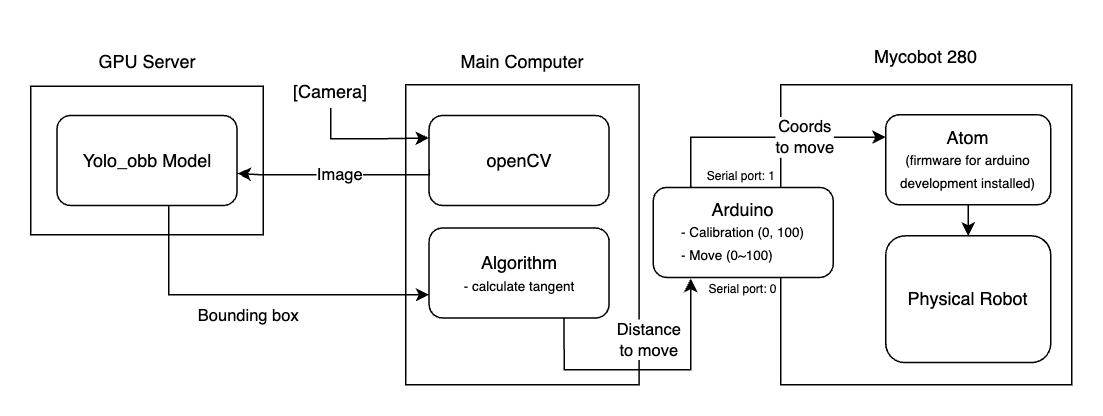 GPU Server
Main Computer
Mycobot 280
[Camera]
Yolo_obb Model
Image
openCV
Coords
to move
Atom
(firmware for arduino
development installed)
Serial port: 1
Arduino
- Calibration (0, 100)
- Move (0~100)
Serial port: 0
Algorithm
- calculate tangent
Bounding box
Distance
to move
Physical Robot